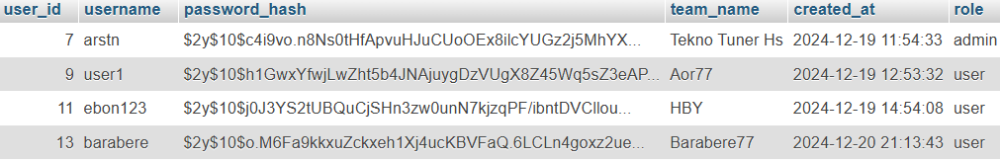 user_id username password_hash team_name created_at role
7 arstn $2y$10$c4i9vo.n8Ns0tHfApvuHJuCUoOEx8ilcYUGz2j5MhYX... Tekno Tuner Hs 2024-12-19 11:54:33 admin
9 user1 $2y$10$h1GwxYfwjLwZht5b4JNAjuygDzVUgX8Z45Wq5sZ3eAP... Aor77 2024-12-19 12:53:32 user
11 ebon123 $2y$10$j0J3YS2tUBQuCjSHn3zw0unN7kjzqPF/ibntDVCllou... HBY 2024-12-19 14:54:08 user
13 barabere $2y$10$o.M6Fa9kkxuZckxeh1Xj4ucKBVFaQ.6LCLn4goxz2ue... Barabere77 2024-12-20 21:13:43 user